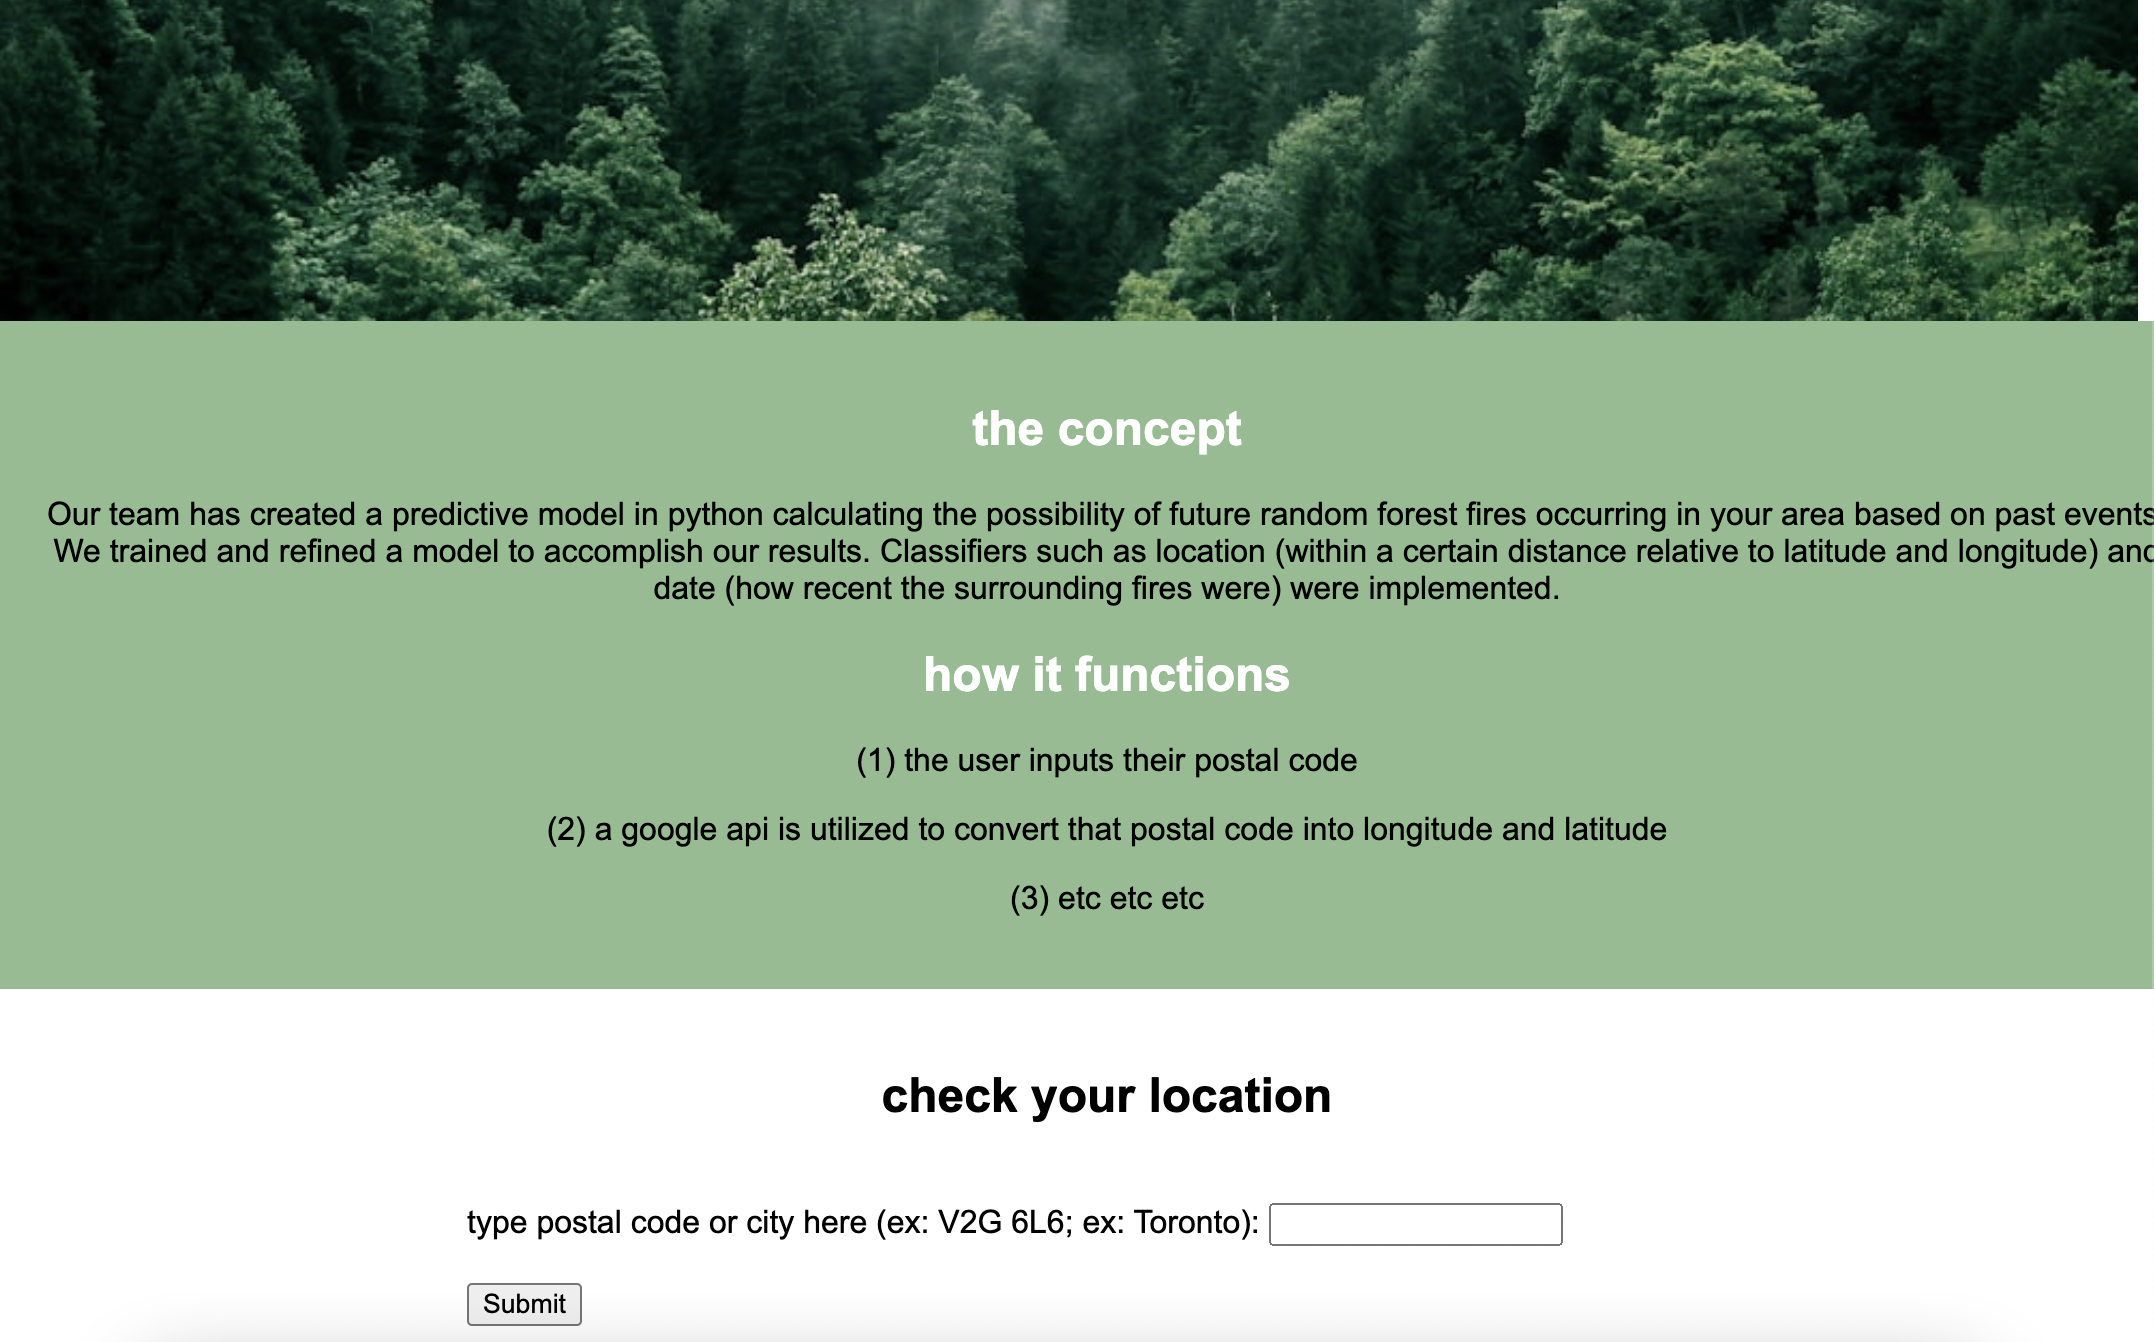 the concept
Our team has created a predictive model in python calculating the possibility of future random forest fires occurring in your area based on past events
We trained and refined a model to accomplish our results. Classifiers such as location (within a certain distance relative to latitude and longitude) and
date (how recent the surrounding fires were) were implemented.
how it functions
(1) the user inputs their postal code
(2) a google api is utilized to convert that postal code into longitude and latitude
(3) etc etc etc
check your location
type postal code or city here (ex: V2G 6L6; ex: Toronto):
Submit